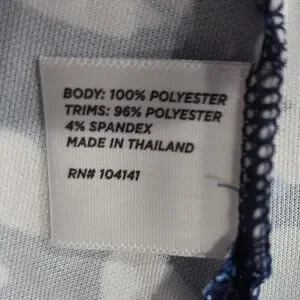 BODY: 100% POLYESTER
TRIMS: 96% POLYESTER
4% SPANDEX
MADE IN THAILAND
RN# 104141